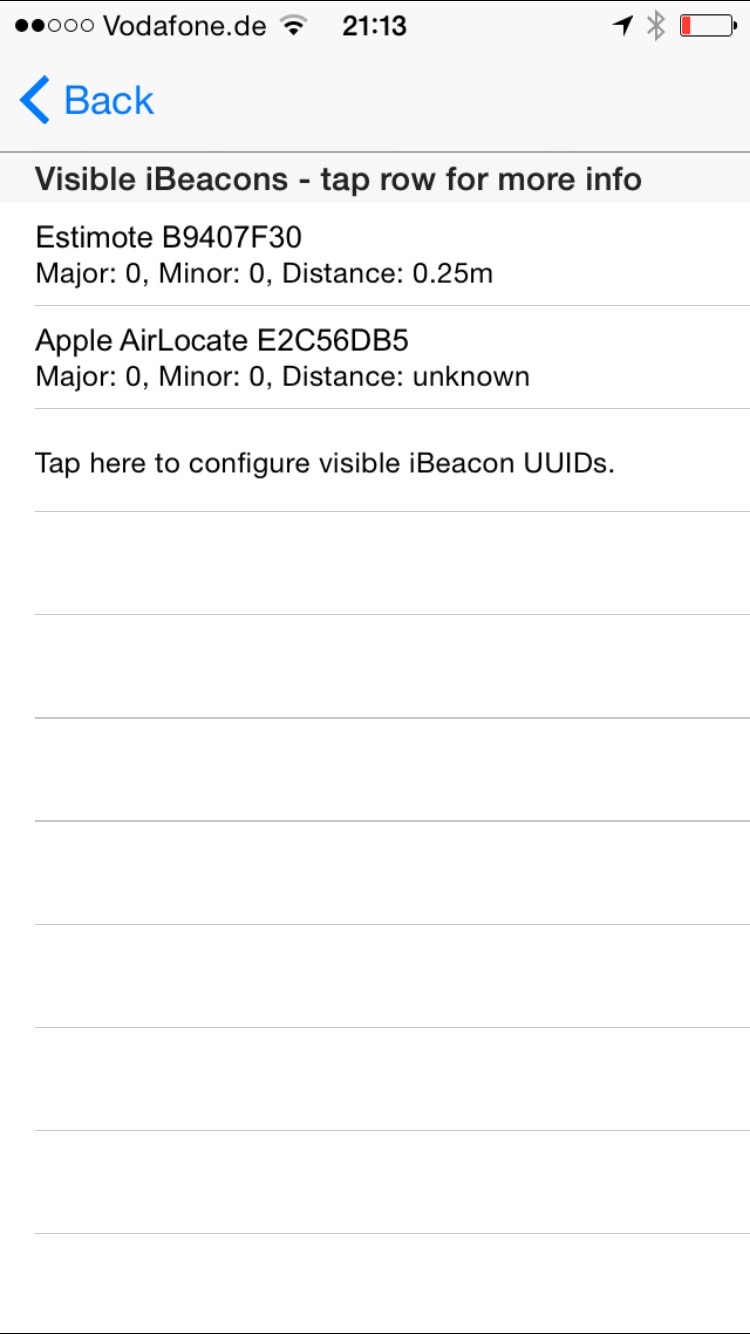 Vodafone.de 21:13
Back
Visible iBeacons - tap row for more info
Estimote B9407F30
Major: 0, Minor: 0, Distance: 0.25m
Apple AirLocate E2C56DB5
Major: 0, Minor: 0, Distance: unknown
Tap here to configure visible iBeacon UUIDs.